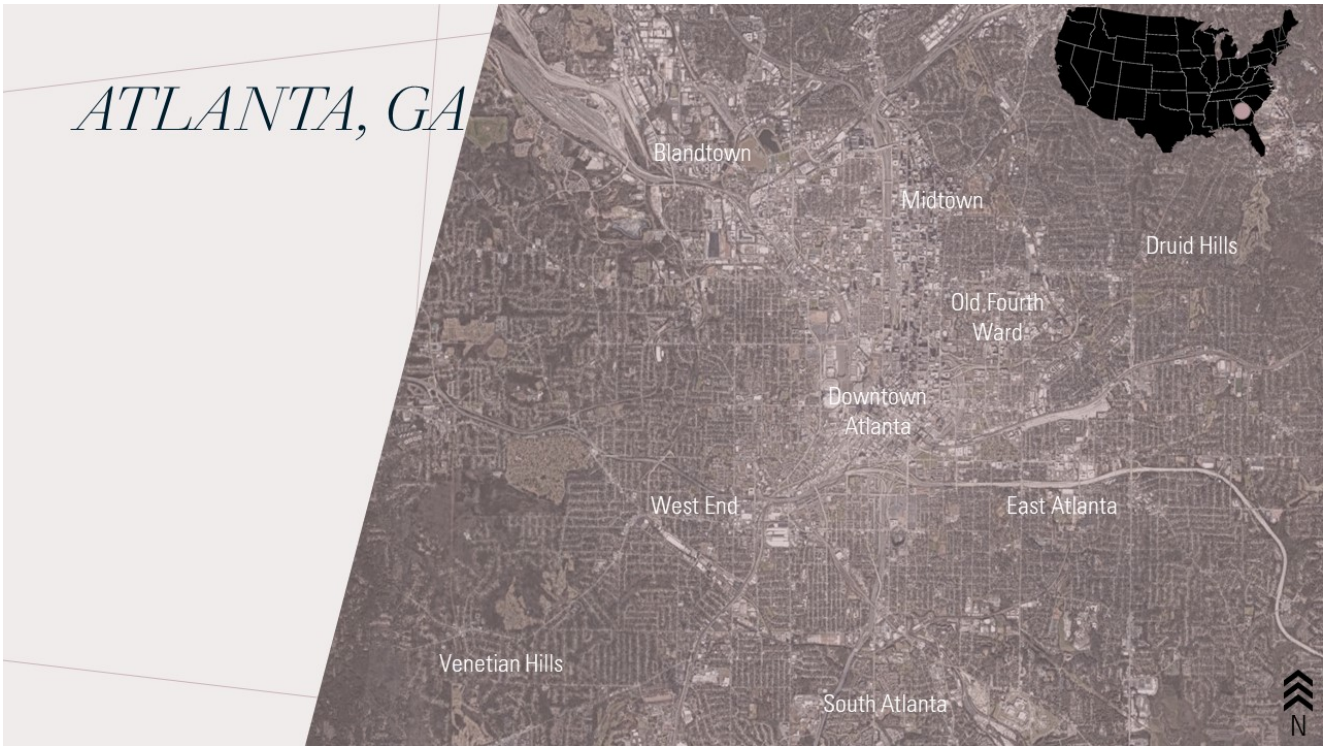 ATLANTA, GA
Blandtown
Midtown
Druid Hills
Old Fourth
Ward
Downtown
Atlanta
West End
East Atlanta
Venetian Hills
South Atlanta
N